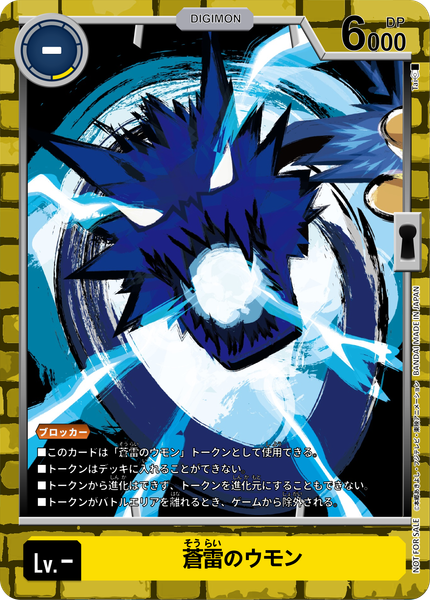 DIGIMON
DP
6000
-
ブロッカー
■このカードは「蒼雷のウモン」トークンとして使用できる。
■トークンはデッキに入れることができない。
■トークンから進化はできず、トークンを進化元にすることもできない。
■トークンがバトルエリアを離れるとき、ゲームから除外される。
NOT FOR SALE
BANDAI MADE IN JAPAN
Lv.-
そうらい
蒼雷のウモン